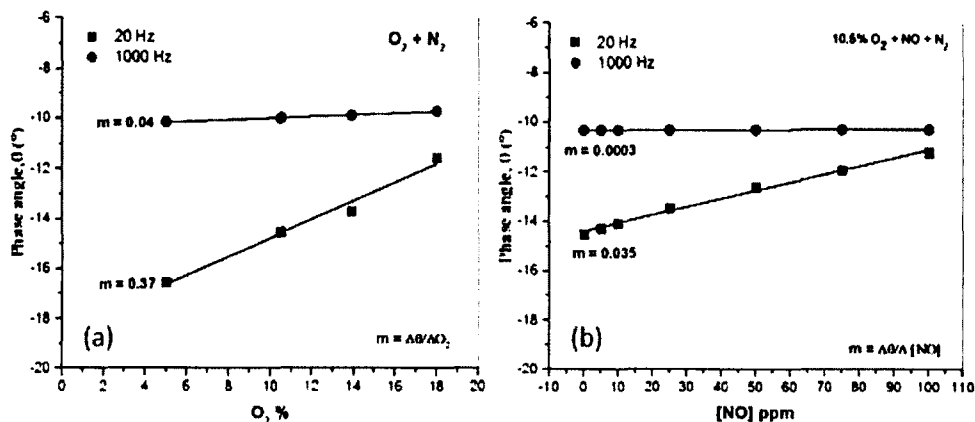 20 Hz
1000 Hz
O2 + N2
m = 0.04
m = 0.37
(a)
m = Δθ/ΔO2
Phase angle, θ (°)
-4
-6
-8
-10
-12
-14
-16
-18
-20
0 2 4 6 8 10 12 14 16 18 20
O2 %
20 Hz
1000 Hz
10.5% O2 + NO + N2
m = 0.0003
m = 0.035
(b)
m = Δθ/Δ [NO]
Phase angle, θ (°)
-4
-6
-8
-10
-12
-14
-16
-18
-20
-10 0 10 20 30 40 50 60 70 80 90 100 110
[NO] ppm